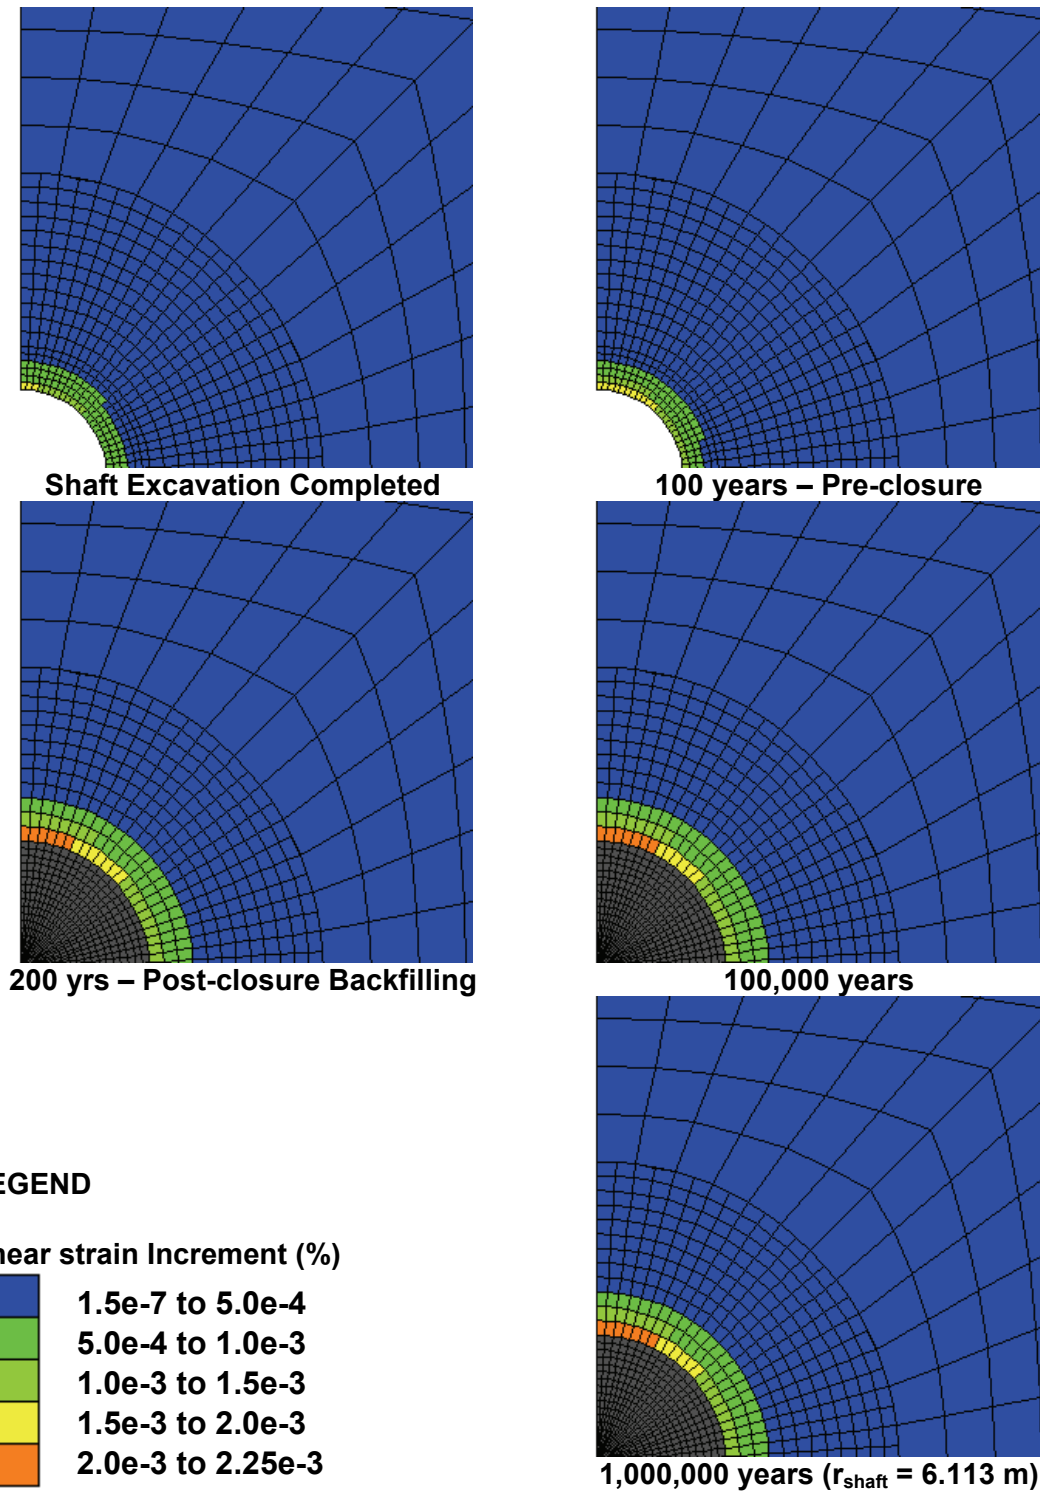 Shaft Excavation Completed
100 years – Pre-closure
200 yrs – Post-closure Backfilling
100,000 years
EGEND
near strain Increment (%)
1.5e-7 to 5.0e-4
5.0e-4 to 1.0e-3
1.0e-3 to 1.5e-3
1.5e-3 to 2.0e-3
2.0e-3 to 2.25e-3
1,000,000 years (rshaft = 6.113 m)